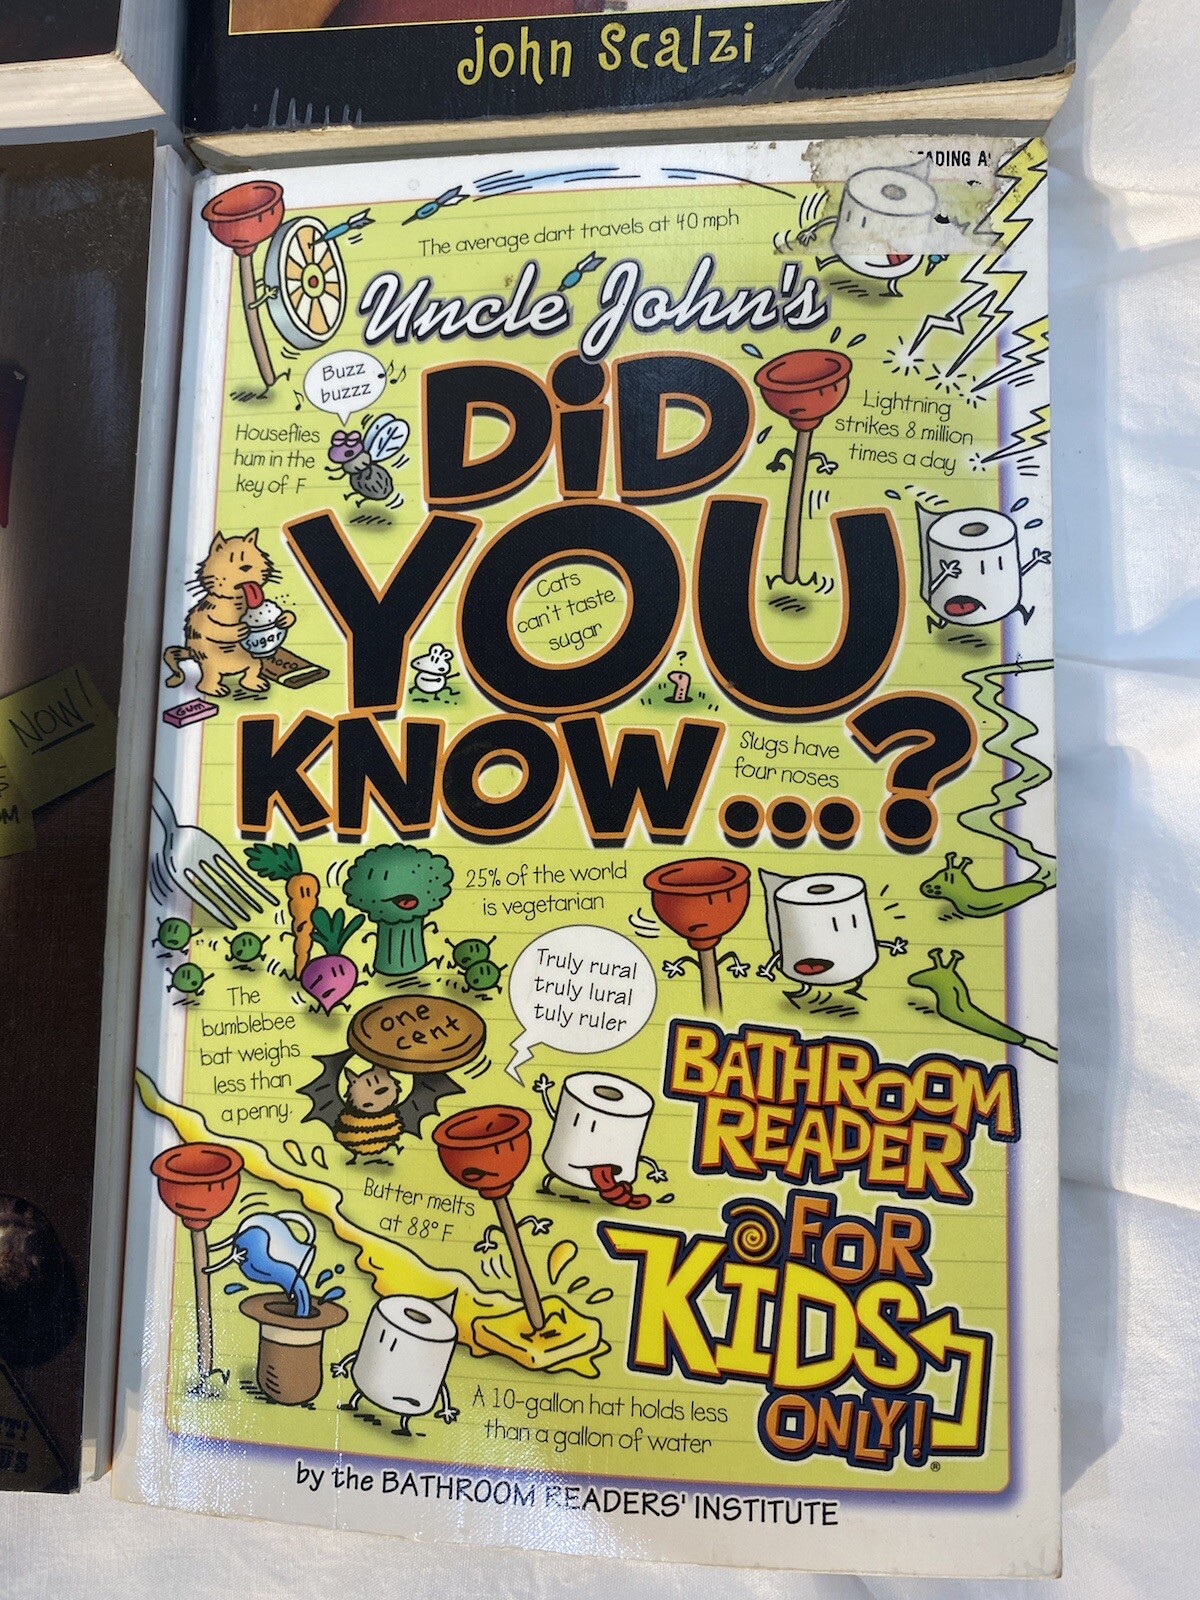 john Scalzi
The average dart travels at 40 mph
Uncle John's
Buzz
buzzz
Houseflies
hum in the
key of F
DiD
YOU
KNOW...?
Lightning
strikes 8 million
times a day
Cats
can't taste
sugar
Sugar
GUM
?
Slugs have
four noses
NOW!
25% of the world
is vegetarian
Truly rural
truly lural
tuly ruler
The
bumblebee
bat weighs
less than
a penny.
one
cent
BATHROOM
READER
FOR
KiDS
ONLY!
®
Butter melts
at 88° F
A 10-gallon hat holds less
than a gallon of water
by the BATHROOM READERS' INSTITUTE